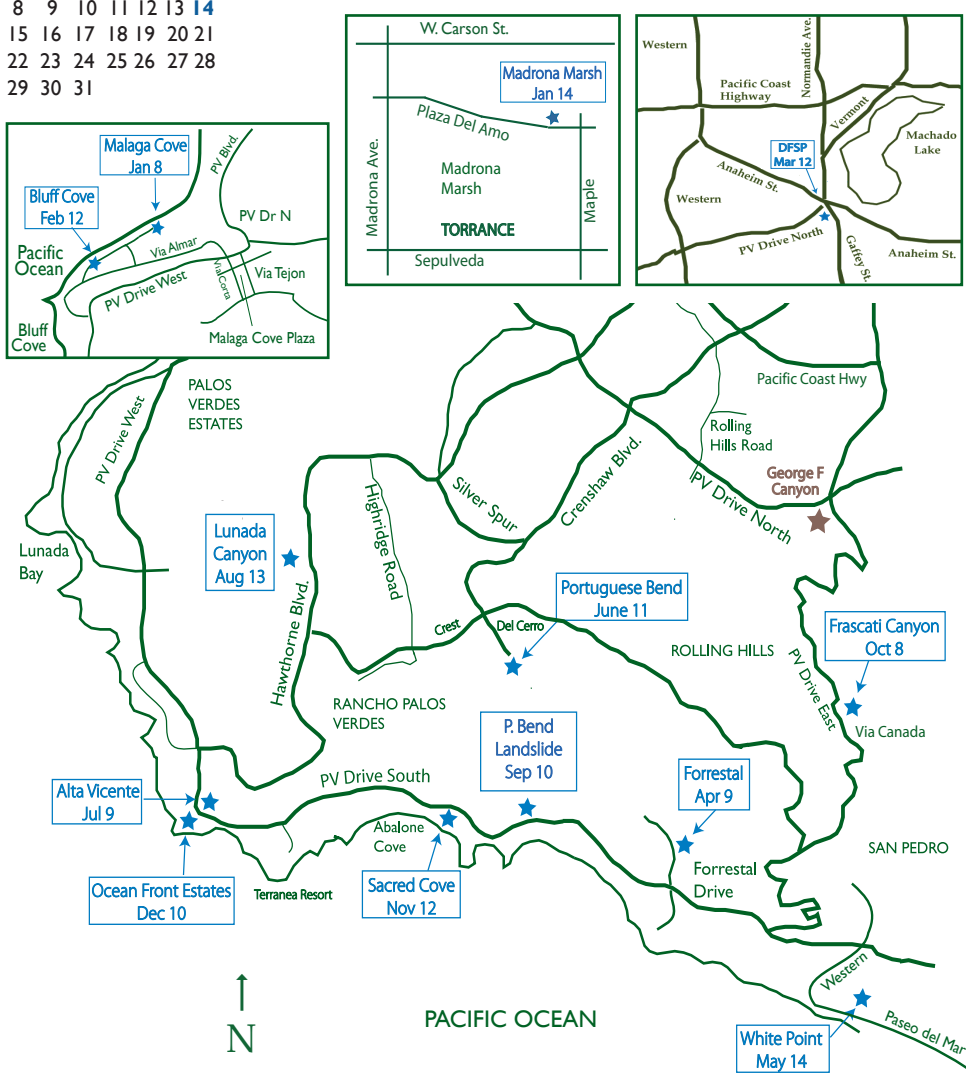 8 9 10 11 12 13 14
15 16 17 18 19 20 21
22 23 24 25 26 27 28
29 30 31
Malaga Cove
Jan 8
Bluff Cove
Feb 12
PV Blvd.
PV Dr N
Pacific
Ocean
Via Almar
Via Corta
Via Tejon
PV Drive West
Bluff
Cove
Malaga Cove Plaza
W. Carson St.
Madrona Marsh
Jan 14
Plaza Del Amo
Madrona Ave.
Madrona
Marsh
Maple
TORRANCE
Sepulveda
Western
Normandie Ave.
Pacific Coast
Highway
Vermont
Machado
Lake
DFSP
Mar 12
Anaheim St.
Western
PV Drive North
Gaffey St.
Anaheim St.
PALOS
VERDES
ESTATES
PV Drive West
Pacific Coast Hwy
Rolling
Hills Road
George F
Canyon
Silver Spur
Crenshaw Blvd.
PV Drive North
Highridge Road
Lunada
Bay
Lunada
Canyon
Aug 13
Hawthorne Blvd.
Portuguese Bend
June 11
Crest
Del Cerro
ROLLING HILLS
Frascati Canyon
Oct 8
PV Drive East
Via Canada
RANCHO PALOS
VERDES
P. Bend
Landslide
Sep 10
PV Drive South
Forrestal
Apr 9
Alta Vicente
Jul 9
Abalone
Cove
SAN PEDRO
Forrestal
Drive
Ocean Front Estates
Dec 10
Terranea Resort
Sacred Cove
Nov 12
Western
N
PACIFIC OCEAN
Paseo del Mar
White Point
May 14